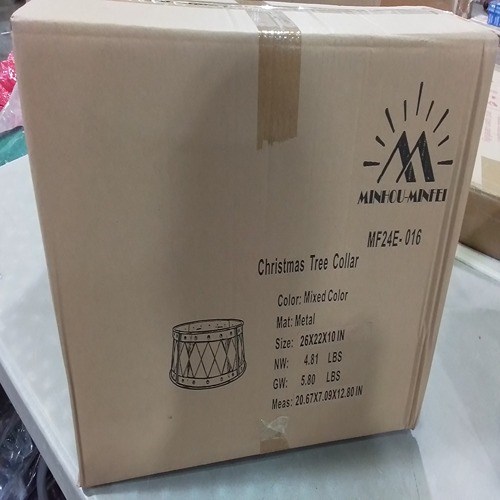 MINHOU-MINFEI
MF24E-016
Christmas Tree Collar
Color: Mixed Color
Mat: Metal
Size: 26X22X10 IN
NW: 4.81 LBS
GW: 5.80 LBS
Meas: 20.67X7.09X12.80 IN